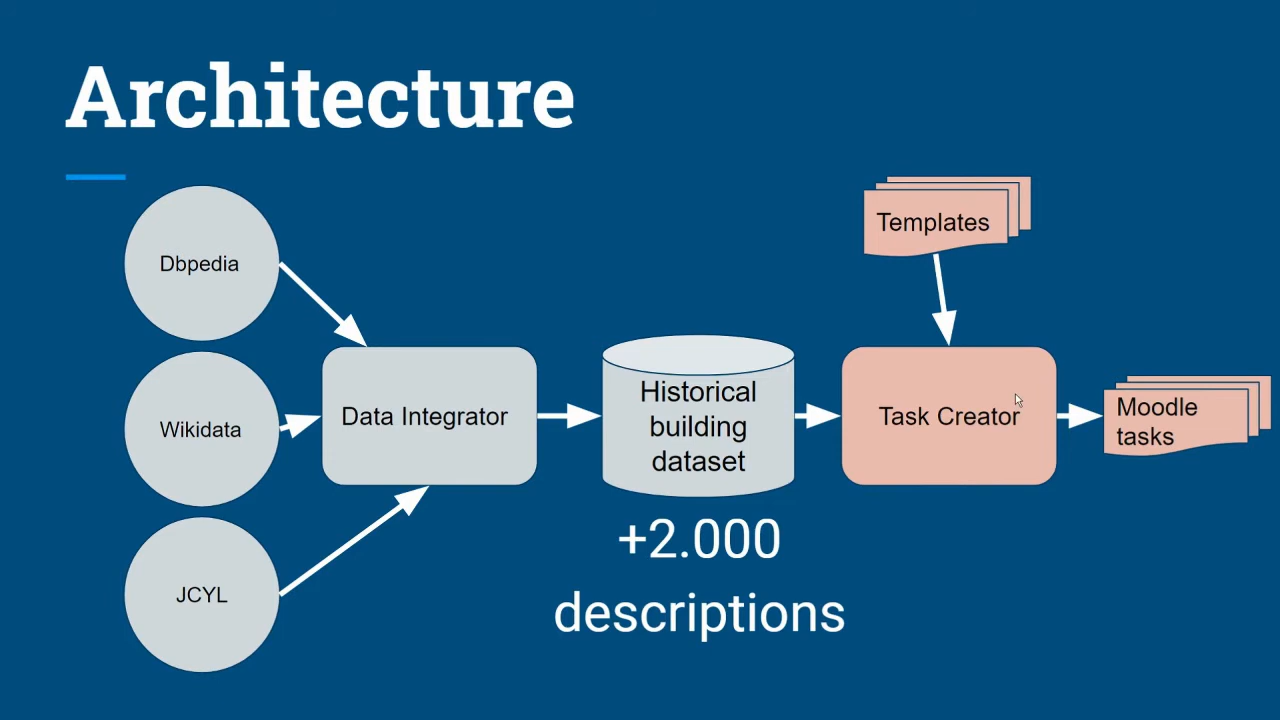 Architecture
Dbpedia
Wikidata
JCYL
Data Integrator
Historical
building
dataset
+2.000
descriptions
Templates
Task Creator
Moodle
tasks